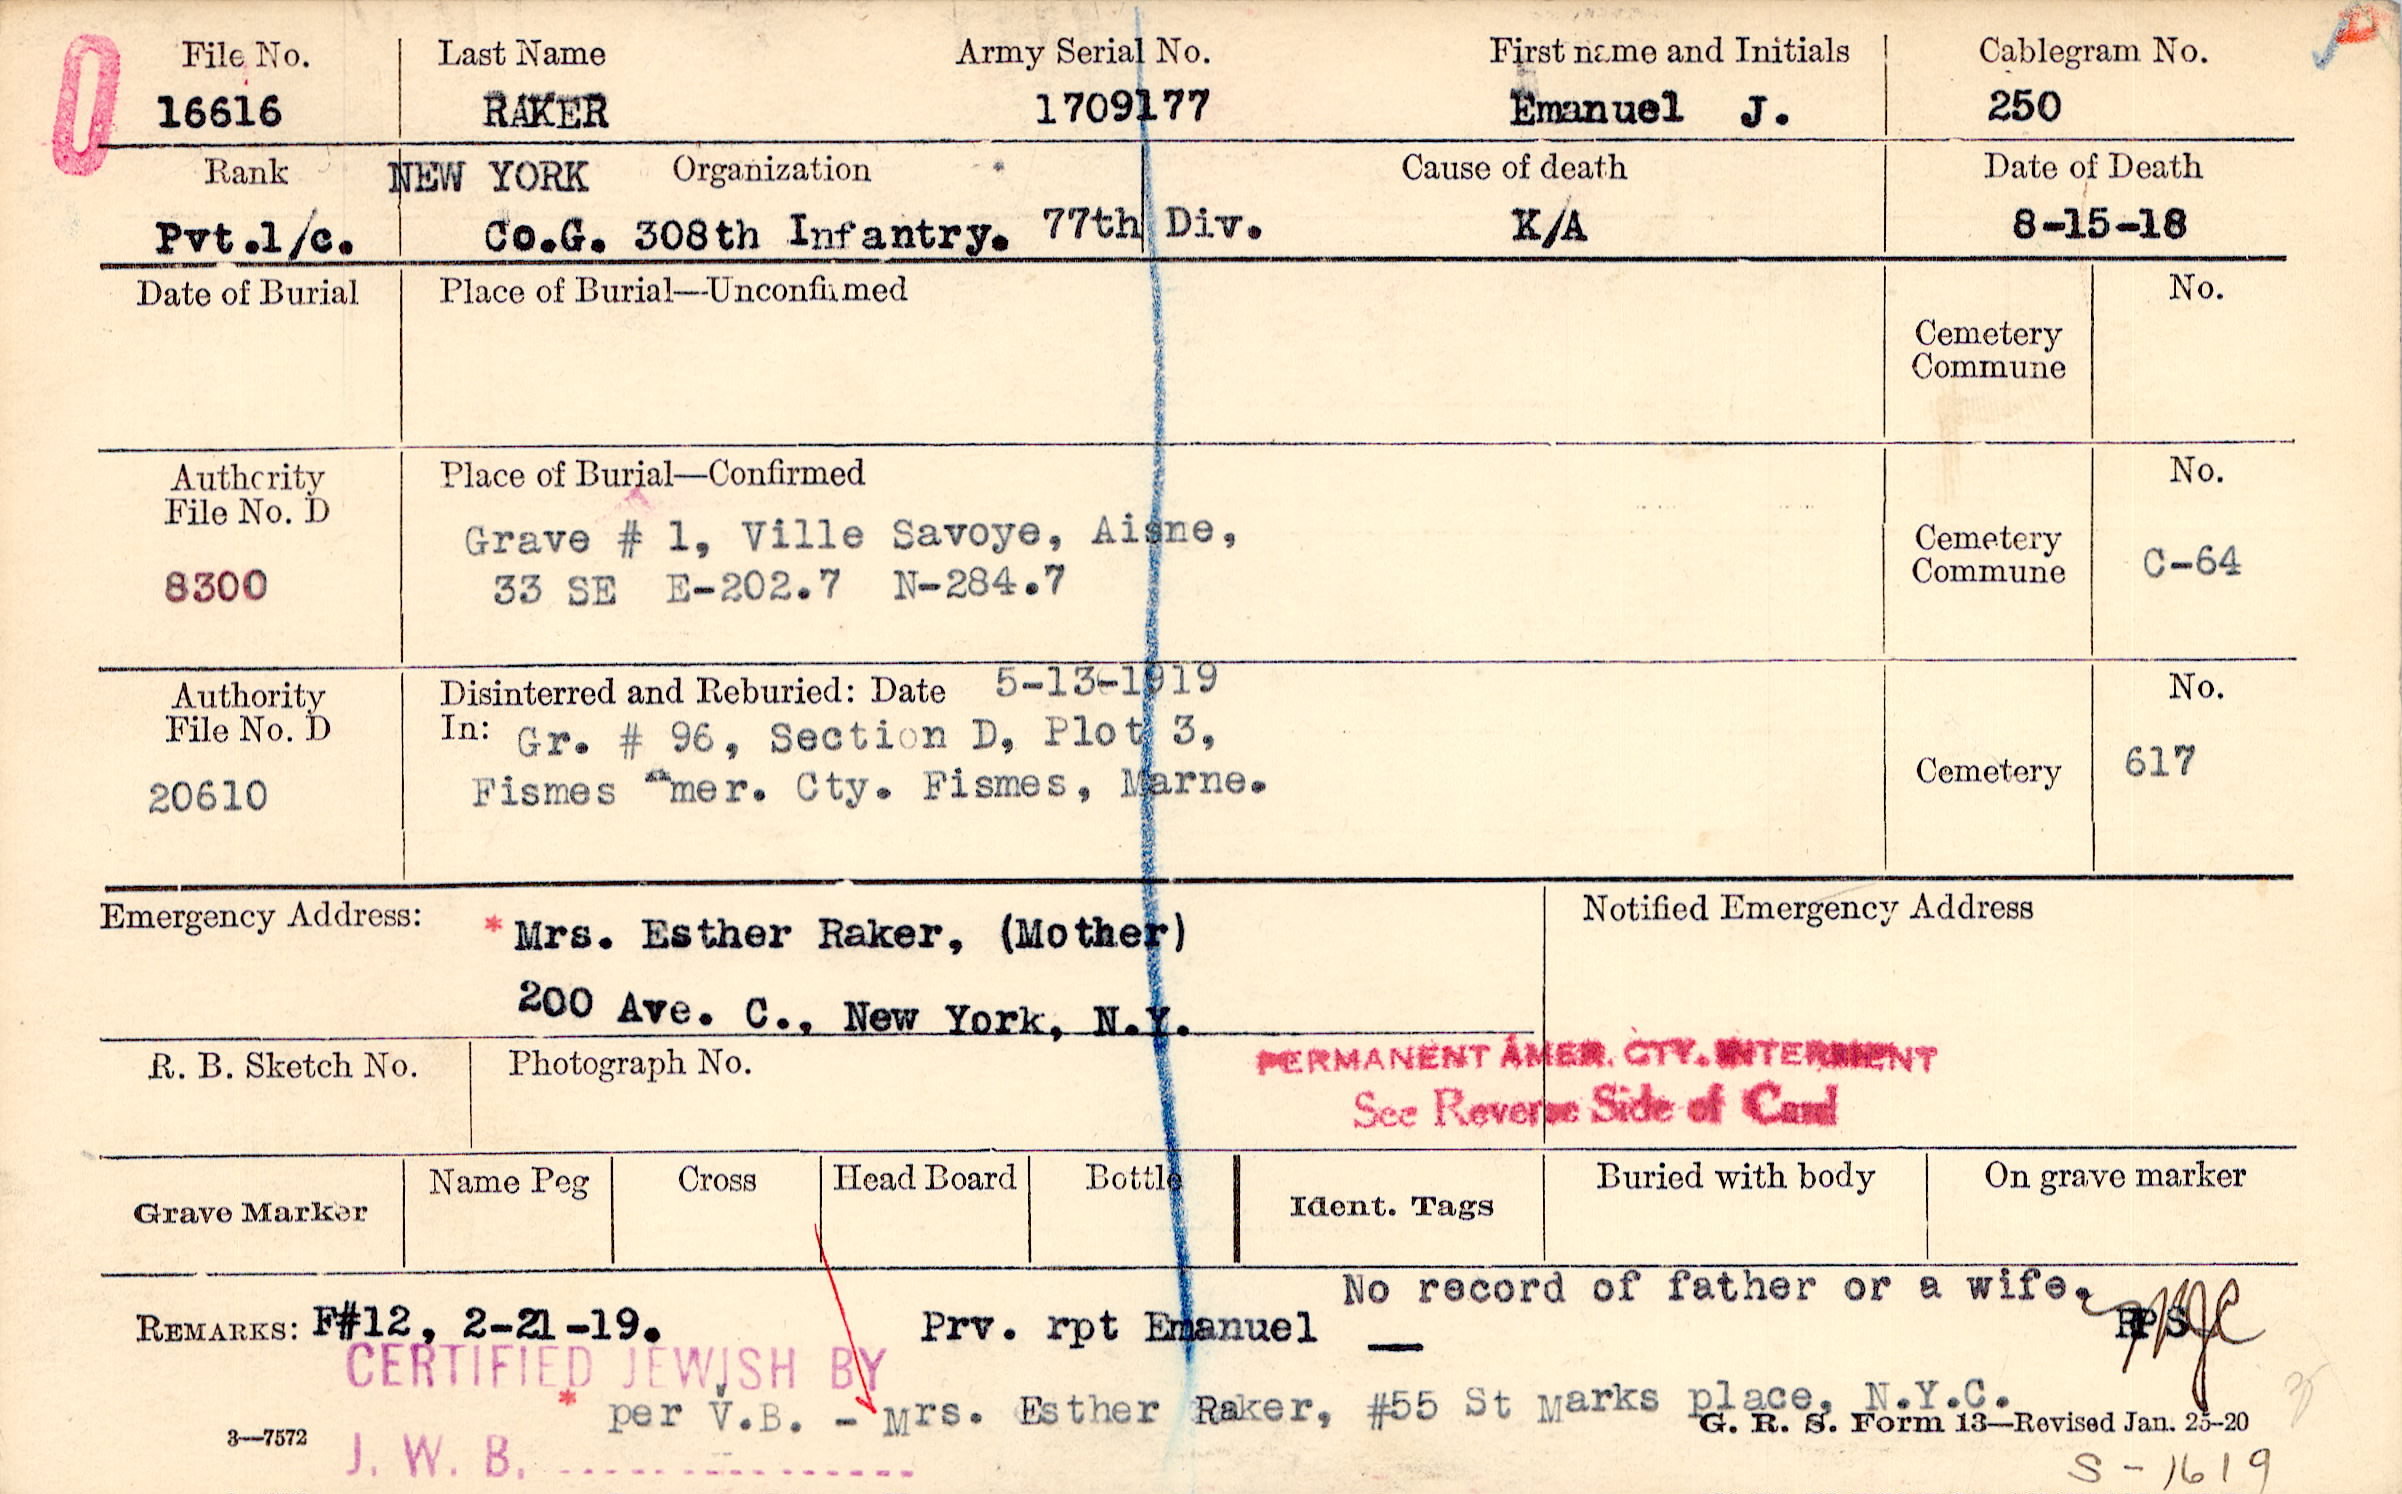 File No. Last Name Army Serial No. First name and Initials Cablegram No.
16616 RAKER 1709177 Emanuel J. 250
Rank NEW YORK Organization Cause of death Date of Death
Pvt.1/c. Co.G. 308th Infantry. 77th Div. K/A 8-15-18
Date of Burial Place of Burial—Unconfirmed No.
Cemetery
Commune
Authority Place of Burial—Confirmed No.
File No. D
Grave # 1, Ville Savoye, Aisne, Cemetery
8300 33 SE E-202.7 N-284.7 Commune C-64
Authority Disinterred and Reburied: Date 5-13-1919 No.
File No. D In: Gr. # 96, Section D, Plot 3,
20610 Fismes Amer. Cty. Fismes, Marne. Cemetery 617
Emergency Address: *Mrs. Esther Raker, (Mother) Notified Emergency Address
200 Ave. C., New York, N.Y.
R. B. Sketch No. Photograph No. PERMANENT AMER. CTY. INTERMENT
See Reverse Side of Card
Grave Marker Name Peg Cross Head Board Bottle Ident. Tags Buried with body On grave marker
No record of father or a wife.
REMARKS: F#12, 2-21-19. Prv. rpt Emanuel —
CERTIFIED JEWISH BY
* per V.B. - Mrs. Esther Raker, #55 St Marks place, N.Y.C.
3—7572 G. R. S. Form 13—Revised Jan. 25-20
J. W. B. ................
S-1619